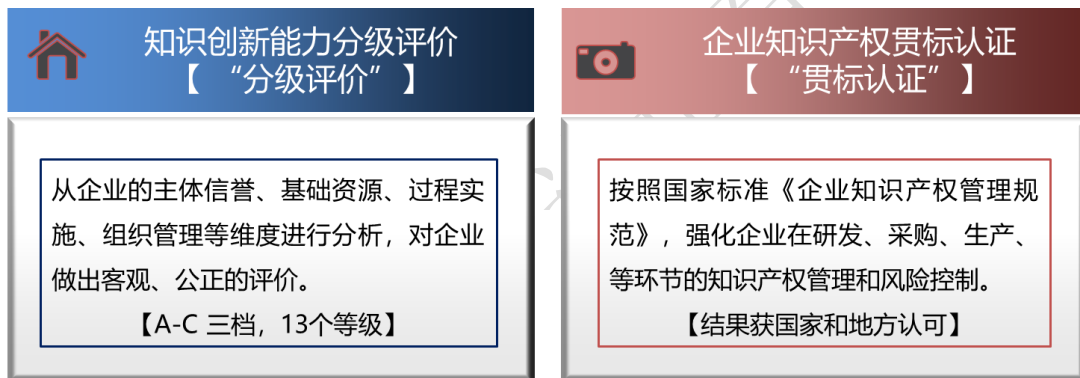 知识创新能力分级评价
【 “分级评价” 】
从企业的主体信誉、基础资源、过程实
施、组织管理等维度进行分析，对企业
做出客观、公正的评价。
【A-C 三档，13个等级】
企业知识产权贯标认证
【 “贯标认证” 】
按照国家标准《企业知识产权管理规
范》，强化企业在研发、采购、生产、
等环节的知识产权管理和风险控制。
【结果获国家和地方认可】